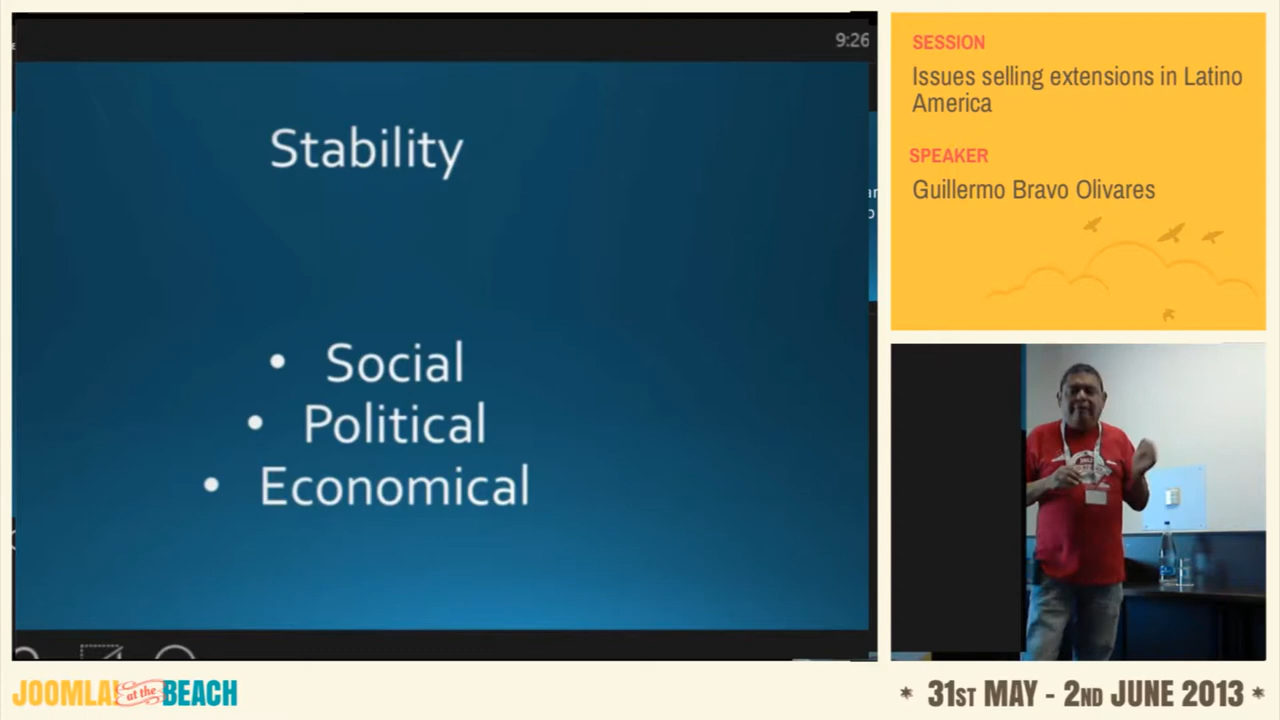 9:26
Stability
• Social
• Political
• Economical
SESSION
Issues selling extensions in Latino
America
SPEAKER
Guillermo Bravo Olivares
JOOMLA! at the BEACH
* 31ST MAY - 2ND JUNE 2013 *